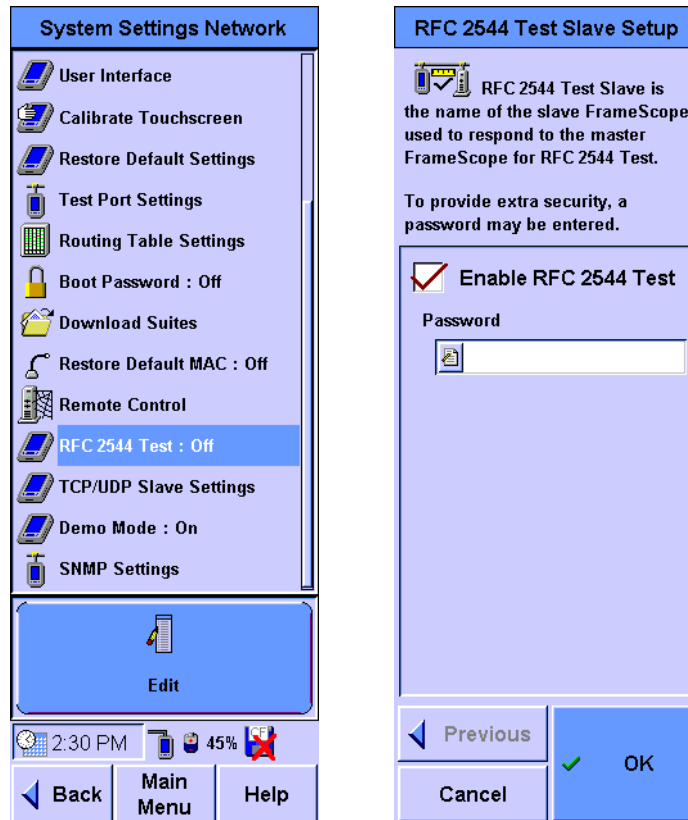 System Settings Network
User Interface
Calibrate Touchscreen
Restore Default Settings
Test Port Settings
Routing Table Settings
Boot Password : Off
Download Suites
Restore Default MAC : Off
Remote Control
RFC 2544 Test : Off
TCP/UDP Slave Settings
Demo Mode : On
SNMP Settings
Edit
2:30 PM 45% CF
Back
Main
Menu
Help
RFC 2544 Test Slave Setup
RFC 2544 Test Slave is
the name of the slave FrameScope
used to respond to the master
FrameScope for RFC 2544 Test.
To provide extra security, a
password may be entered.
Enable RFC 2544 Test
Password
Previous
Cancel
OK